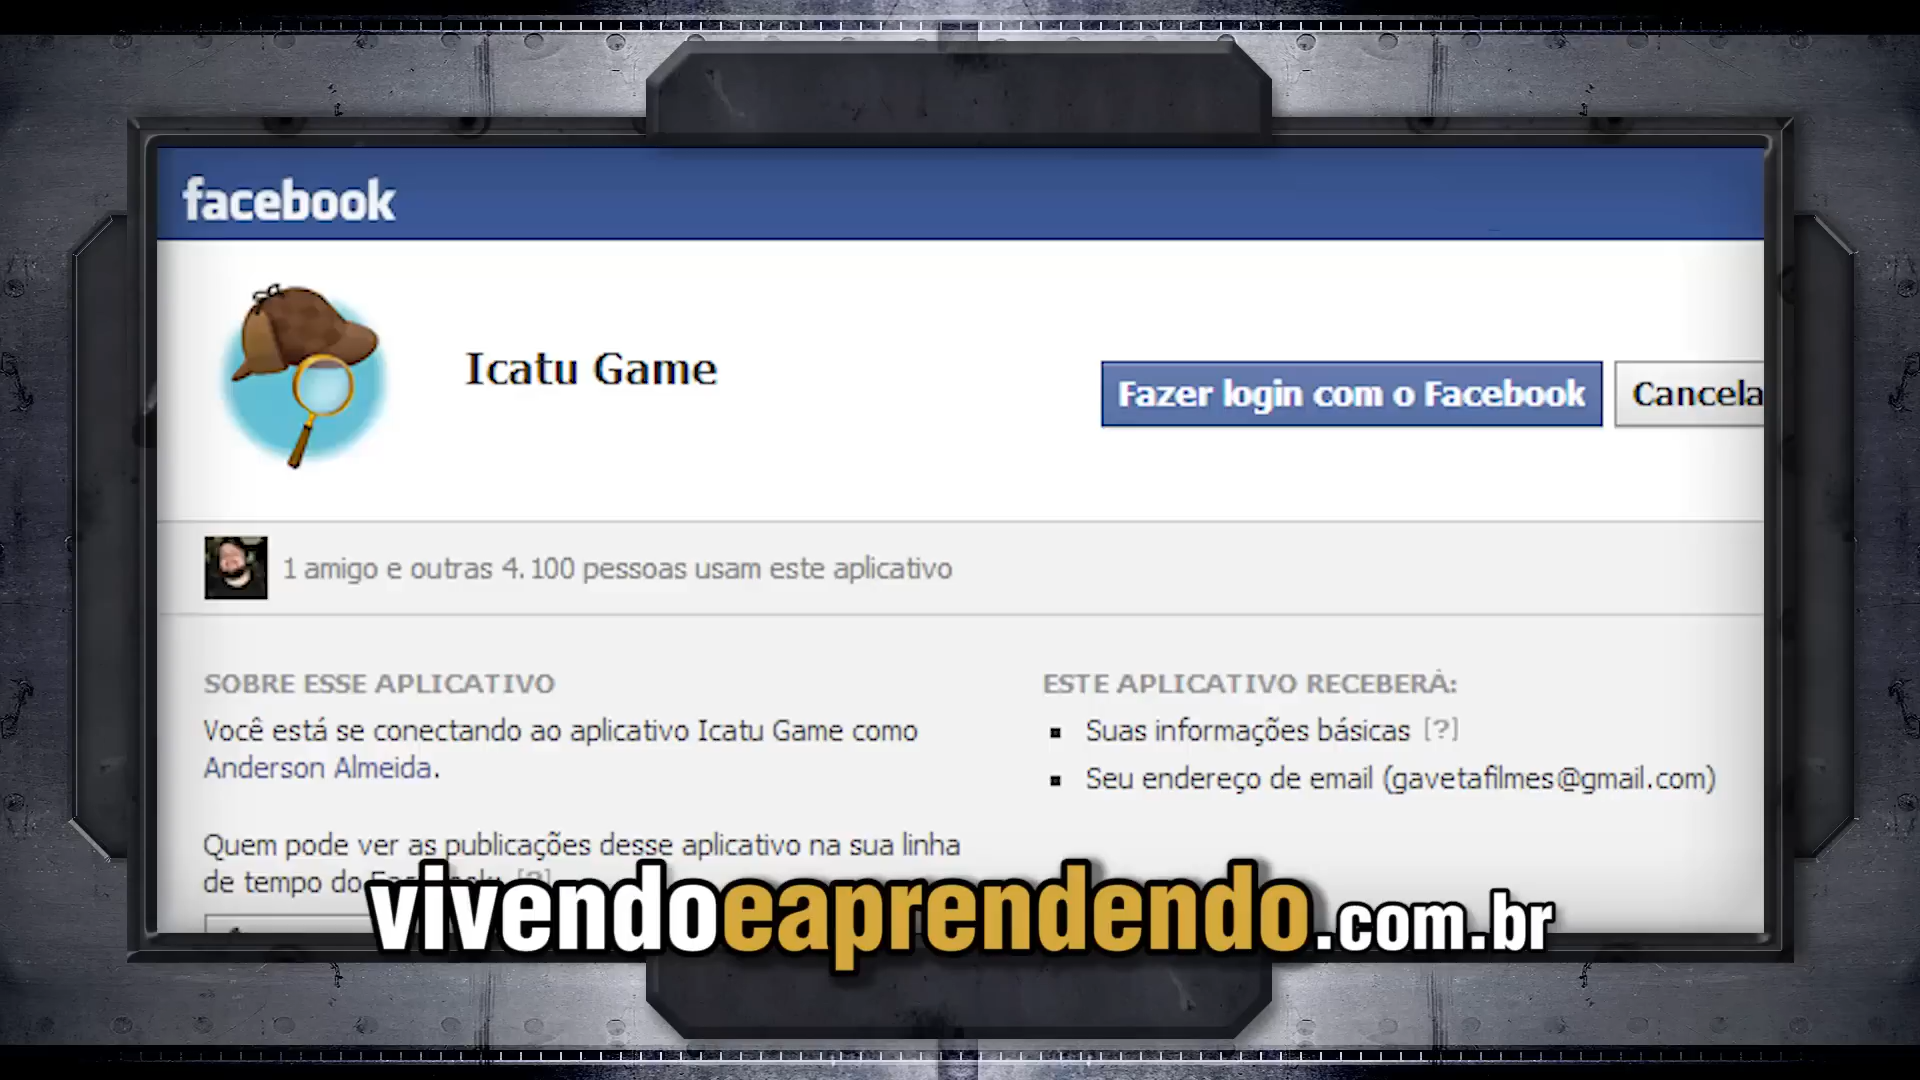 facebook
Icatu Game
Fazer login com o Facebook
Cancela
1 amigo e outras 4.100 pessoas usam este aplicativo
SOBRE ESSE APLICATIVO
Você está se conectando ao aplicativo Icatu Game como
Anderson Almeida.
Quem pode ver as publicações desse aplicativo na sua linha
de tempo do
ESTE APLICATIVO RECEBERÁ:
Suas informações básicas [?]
Seu endereço de email (gavetafilmes@gmail.com)
vivendoeaprendendo.com.br